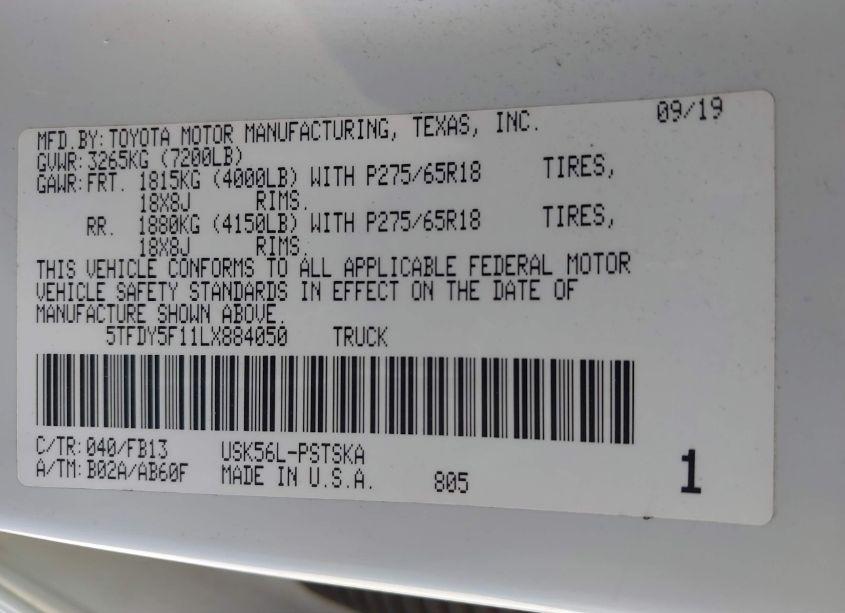 09/19
MFD.BY:TOYOTA MOTOR MANUFACTURING, TEXAS, INC.
GVWR:3265KG (7200LB)
GAWR:FRT. 1815KG (4000LB) WITH P275/65R18 TIRES,
18X8J RIMS.
RR. 1880KG (4150LB) WITH P275/65R18 TIRES,
18X8J RIMS.
THIS VEHICLE CONFORMS TO ALL APPLICABLE FEDERAL MOTOR
VEHICLE SAFETY STANDARDS IN EFFECT ON THE DATE OF
MANUFACTURE SHOWN ABOVE.
5TFDY5F11LX884050 TRUCK
C/TR:040/FB13 USK56L-PSTSKA
A/TM:B02A/AB60F MADE IN U.S.A. 805
1